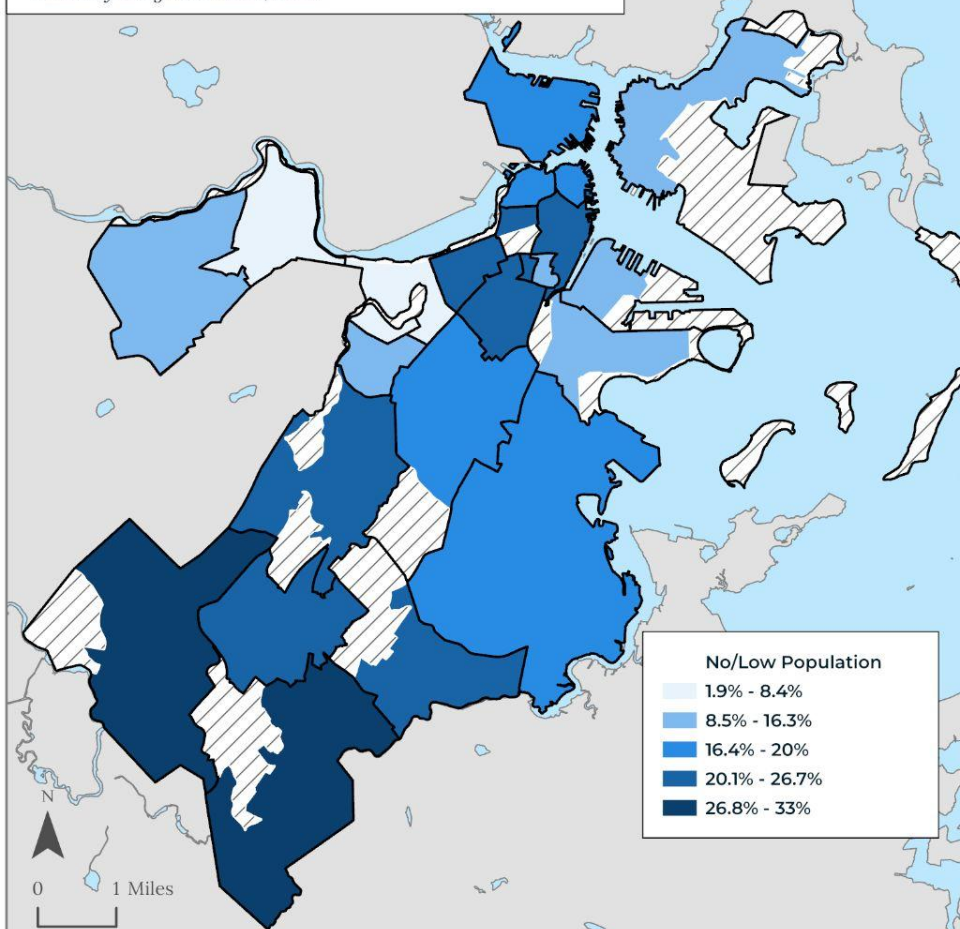 No/Low Population
1.9% - 8.4%
8.5% - 16.3%
16.4% - 20%
20.1% - 26.7%
26.8% - 33%
N
0 1 Miles